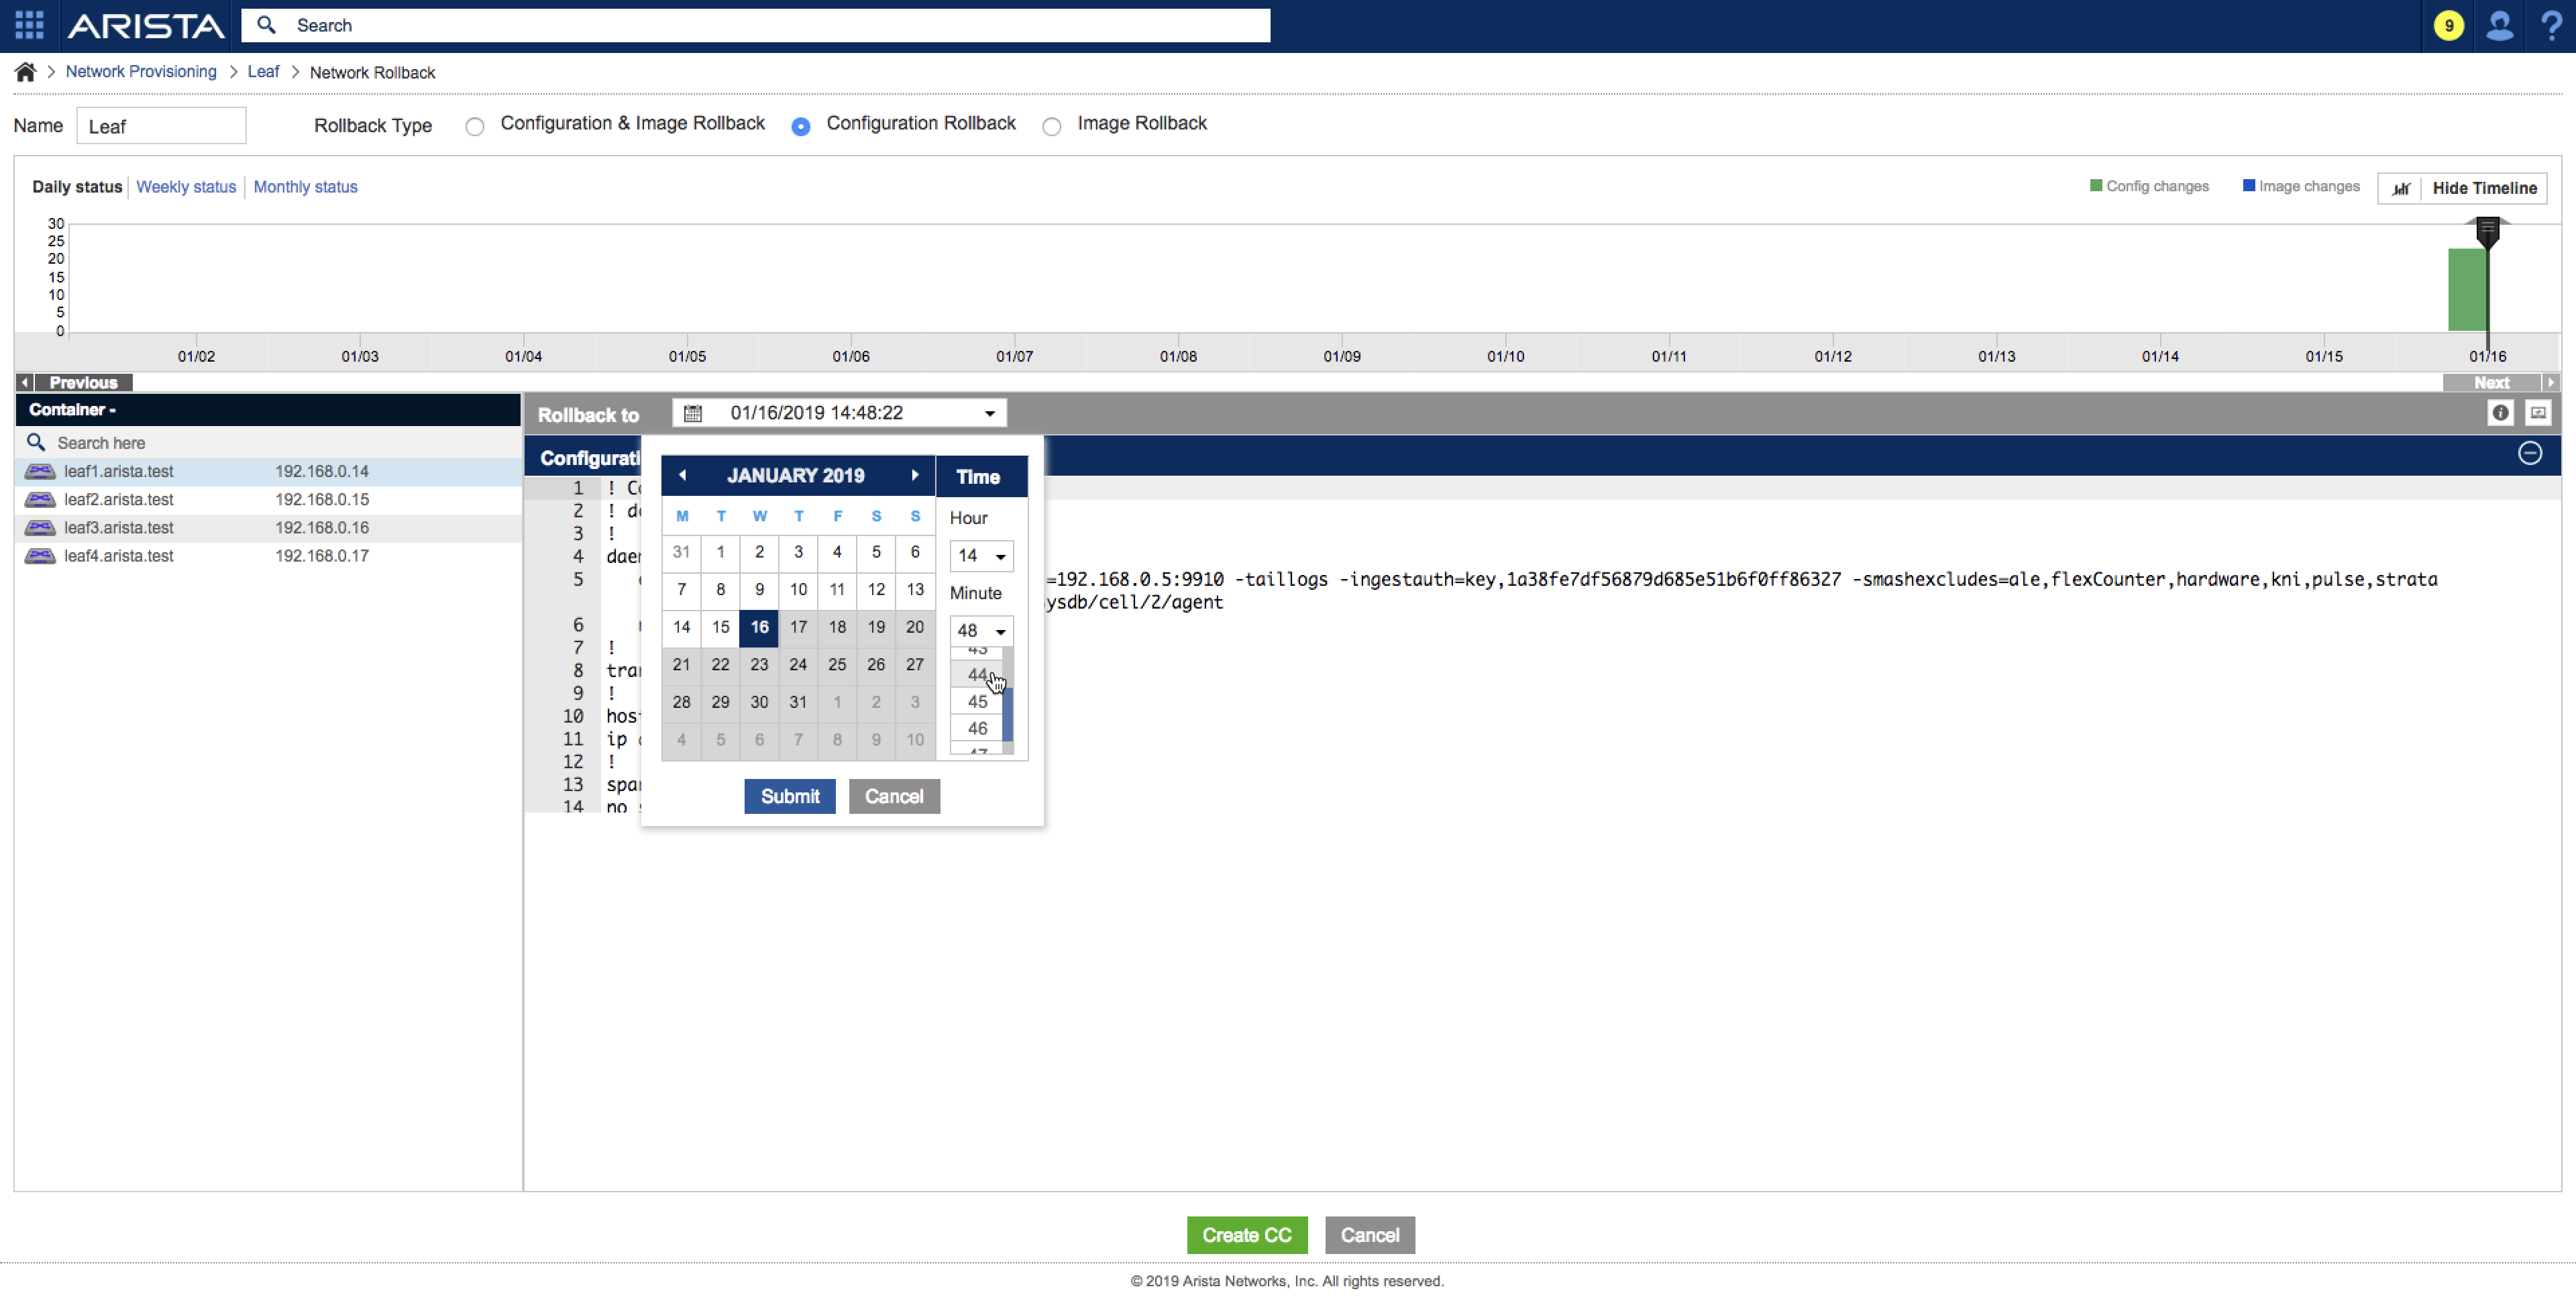 ARISTA Search 9 ?
Network Provisioning > Leaf > Network Rollback
Name Leaf Rollback Type Configuration & Image Rollback Configuration Rollback Image Rollback
Daily status Weekly status Monthly status Config changes Image changes Hide Timeline
30
25
20
15
10
5
0
01/02 01/03 01/04 01/05 01/06 01/07 01/08 01/09 01/10 01/11 01/12 01/13 01/14 01/15 01/16
Previous Next
Container -
Search here
leaf1.arista.test 192.168.0.14
leaf2.arista.test 192.168.0.15
leaf3.arista.test 192.168.0.16
leaf4.arista.test 192.168.0.17
Rollback to 01/16/2019 14:48:22
Configurati
1 !
2 !
3 !
4
5 =192.168.0.5:9910 -taillogs -ingestauth=key,1a38fe7df56879d685e51b6f0ff86327 -smashexcludes=ale,flexCounter,hardware,kni,pulse,strata
ysdb/cell/2/agent
6
7 !
8
9 !
10
11 ip
12 !
13
14 no
JANUARY 2019
M T W T F S S
31 1 2 3 4 5 6
7 8 9 10 11 12 13
14 15 16 17 18 19 20
21 22 23 24 25 26 27
28 29 30 31 1 2 3
4 5 6 7 8 9 10
Time
Hour
14
Minute
48
43
44
45
46
47
Submit Cancel
Create CC Cancel
© 2019 Arista Networks, Inc. All rights reserved.